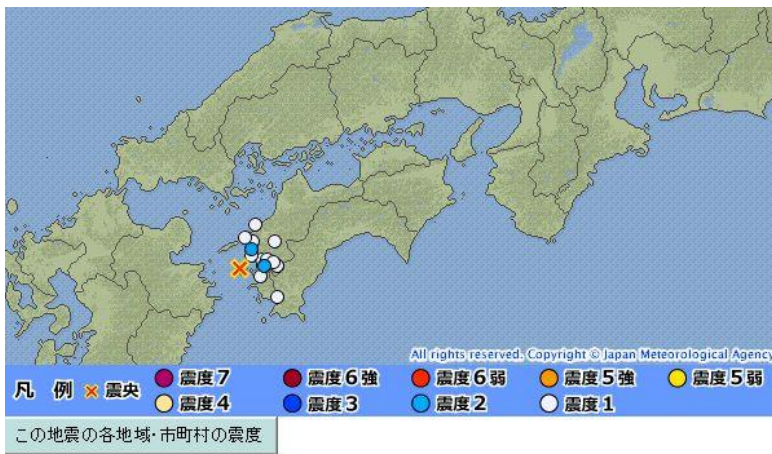 All rights reserved. Copyright © Japan Meteorological Agency
凡 例 震央 震度7 震度6強 震度6弱 震度5強 震度5弱
震度4 震度3 震度2 震度1
この地震の各地域・市町村の震度